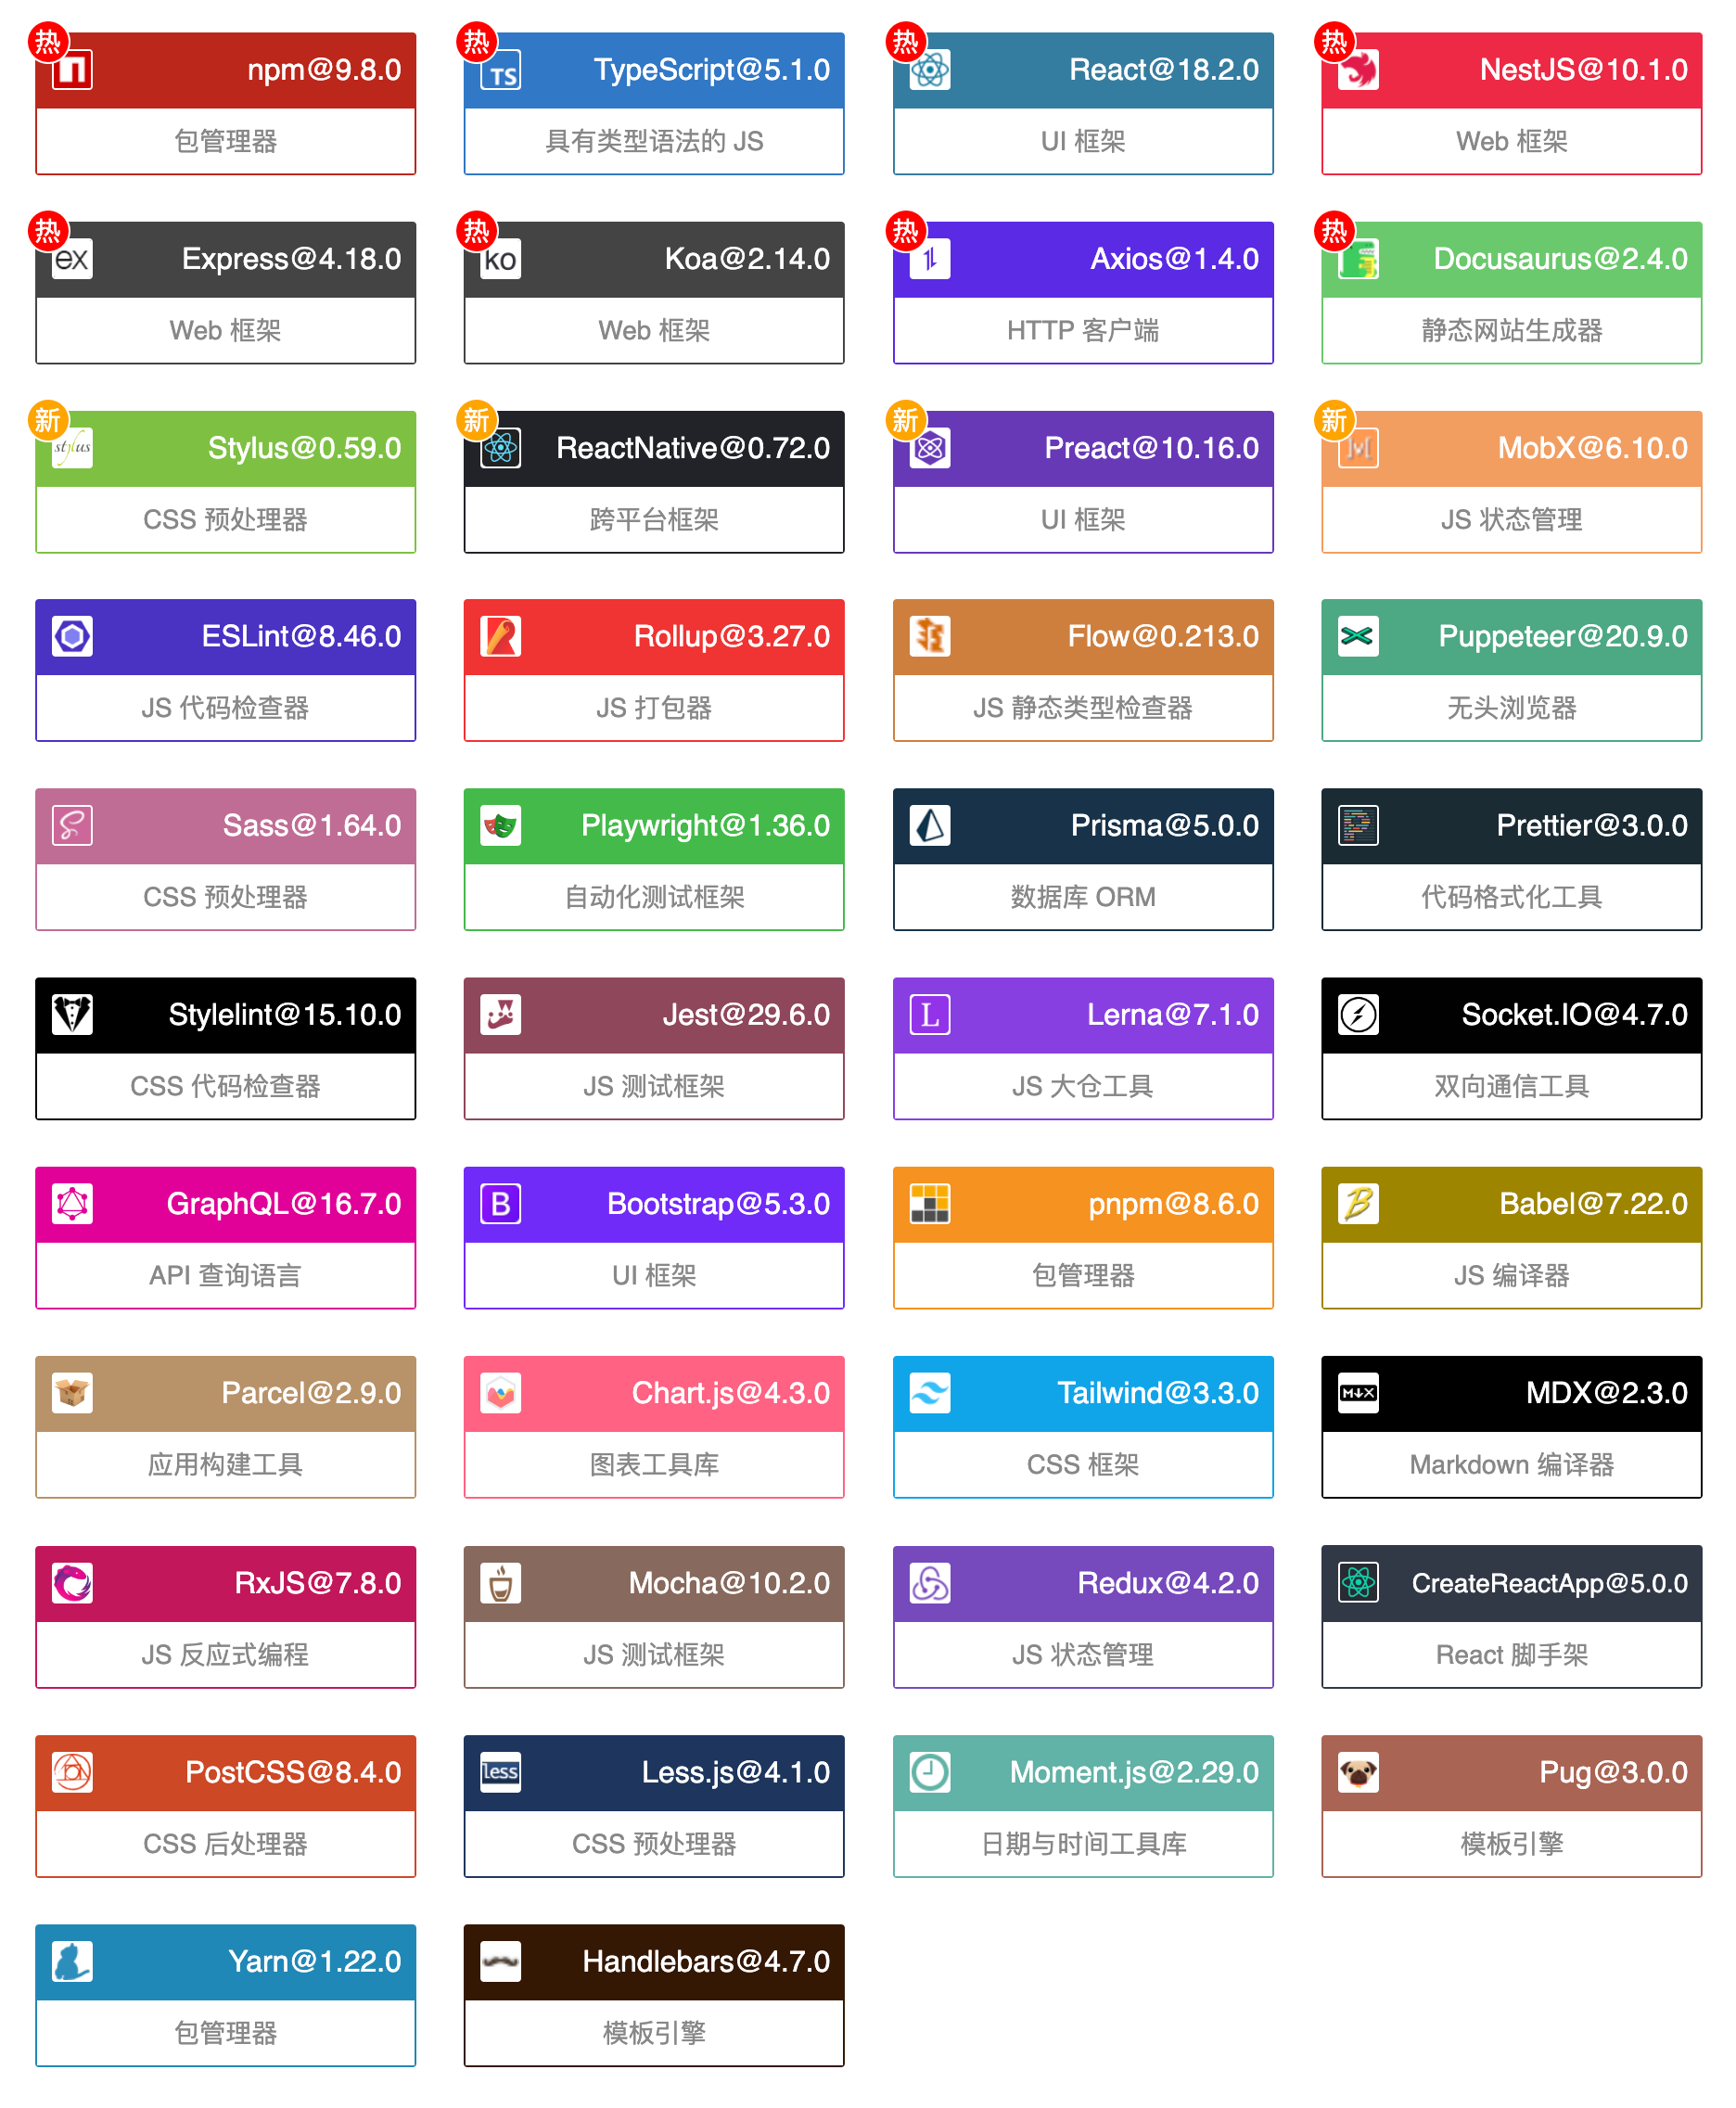 热
npm@9.8.0
包管理器
热
TS
TypeScript@5.1.0
具有类型语法的 JS
热
React@18.2.0
UI 框架
热
NestJS@10.1.0
Web 框架
热
ex
Express@4.18.0
Web 框架
热
ko
Koa@2.14.0
Web 框架
热
Axios@1.4.0
HTTP 客户端
热
Docusaurus@2.4.0
静态网站生成器
新
stylus
Stylus@0.59.0
CSS 预处理器
新
ReactNative@0.72.0
跨平台框架
新
Preact@10.16.0
UI 框架
新
M
MobX@6.10.0
JS 状态管理
ESLint@8.46.0
JS 代码检查器
Rollup@3.27.0
JS 打包器
Flow@0.213.0
JS 静态类型检查器
Puppeteer@20.9.0
无头浏览器
Sass@1.64.0
CSS 预处理器
Playwright@1.36.0
自动化测试框架
Prisma@5.0.0
数据库 ORM
Prettier@3.0.0
代码格式化工具
Stylelint@15.10.0
CSS 代码检查器
Jest@29.6.0
JS 测试框架
L
Lerna@7.1.0
JS 大仓工具
Socket.IO@4.7.0
双向通信工具
GraphQL@16.7.0
API 查询语言
B
Bootstrap@5.3.0
UI 框架
pnpm@8.6.0
包管理器
B
Babel@7.22.0
JS 编译器
Parcel@2.9.0
应用构建工具
Chart.js@4.3.0
图表工具库
Tailwind@3.3.0
CSS 框架
M↓X
MDX@2.3.0
Markdown 编译器
RxJS@7.8.0
JS 反应式编程
Mocha@10.2.0
JS 测试框架
Redux@4.2.0
JS 状态管理
CreateReactApp@5.0.0
React 脚手架
PostCSS@8.4.0
CSS 后处理器
less
Less.js@4.1.0
CSS 预处理器
Moment.js@2.29.0
日期与时间工具库
Pug@3.0.0
模板引擎
Yarn@1.22.0
包管理器
Handlebars@4.7.0
模板引擎